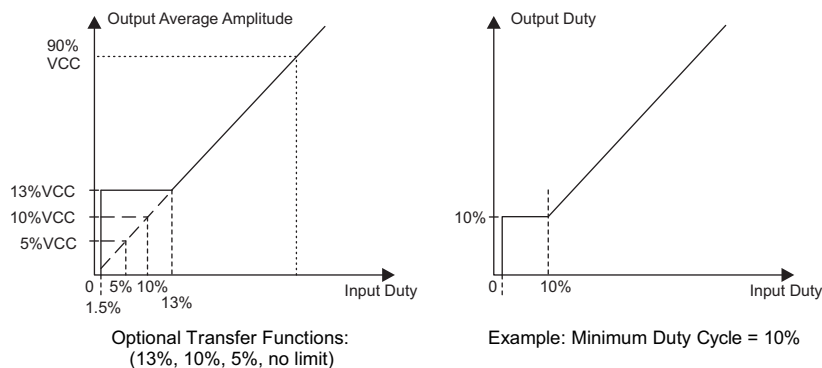 Output Average Amplitude
90%
VCC
13%VCC
10%VCC
5%VCC
0
5%
10%
13%
1.5%
Input Duty
Optional Transfer Functions:
(13%, 10%, 5%, no limit)
Output Duty
10%
0
10%
Input Duty
Example: Minimum Duty Cycle = 10%